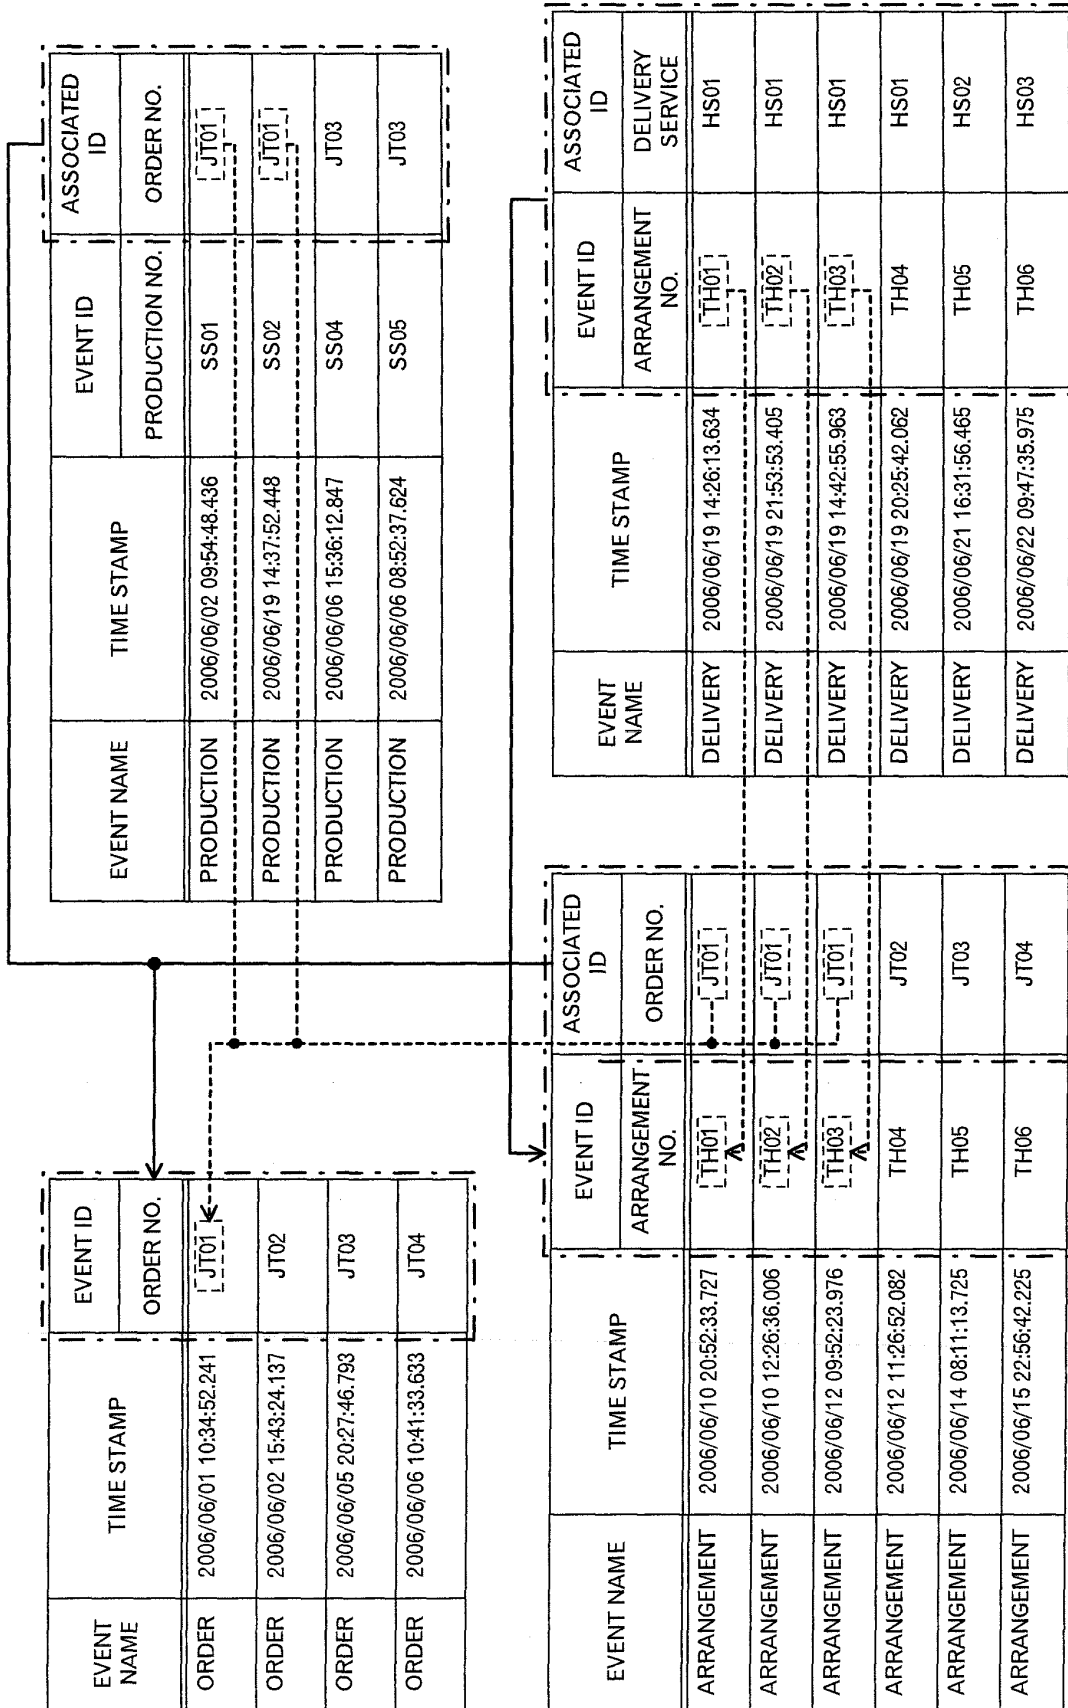 EVENT NAME TIME STAMP EVENT ID
ORDER NO.
ORDER 2006/06/01 10:34:52.241 JT01
ORDER 2006/06/02 15:43:24.137 JT02
ORDER 2006/06/05 20:27:46.793 JT03
ORDER 2006/06/06 10:41:33.633 JT04
EVENT NAME TIME STAMP EVENT ID ASSOCIATED ID
PRODUCTION NO. ORDER NO.
PRODUCTION 2006/06/02 09:54:48.436 SS01 JT01
PRODUCTION 2006/06/19 14:37:52.448 SS02 JT01
PRODUCTION 2006/06/06 15:36:12.847 SS04 JT03
PRODUCTION 2006/06/06 08:52:37.624 SS05 JT03
EVENT NAME TIME STAMP EVENT ID ASSOCIATED ID
ARRANGEMENT NO. ORDER NO.
ARRANGEMENT 2006/06/10 20:52:33.727 TH01 JT01
ARRANGEMENT 2006/06/10 12:26:36.006 TH02 JT01
ARRANGEMENT 2006/06/12 09:52:23.976 TH03 JT01
ARRANGEMENT 2006/06/12 11:26:52.082 TH04 JT02
ARRANGEMENT 2006/06/14 08:11:13.725 TH05 JT03
ARRANGEMENT 2006/06/15 22:56:42.225 TH06 JT04
EVENT NAME TIME STAMP EVENT ID ASSOCIATED ID
ARRANGEMENT NO. DELIVERY SERVICE
DELIVERY 2006/06/19 14:26:13.634 TH01 HS01
DELIVERY 2006/06/19 21:53:53.405 TH02 HS01
DELIVERY 2006/06/19 14:42:55.963 TH03 HS01
DELIVERY 2006/06/19 20:25:42.062 TH04 HS01
DELIVERY 2006/06/21 16:31:56.465 TH05 HS02
DELIVERY 2006/06/22 09:47:35.975 TH06 HS03